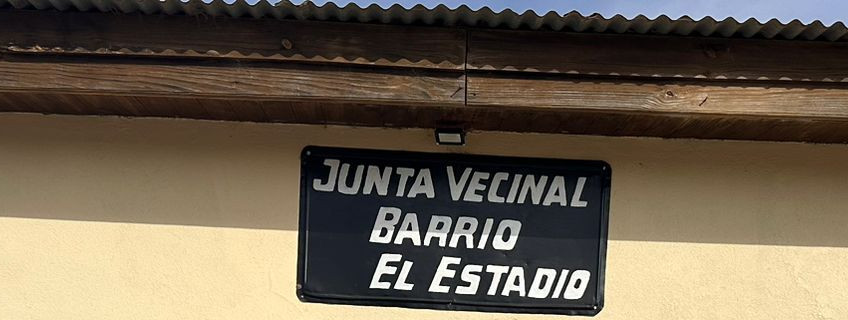 JUNTA VECINAL
BARRIO
EL ESTADIO